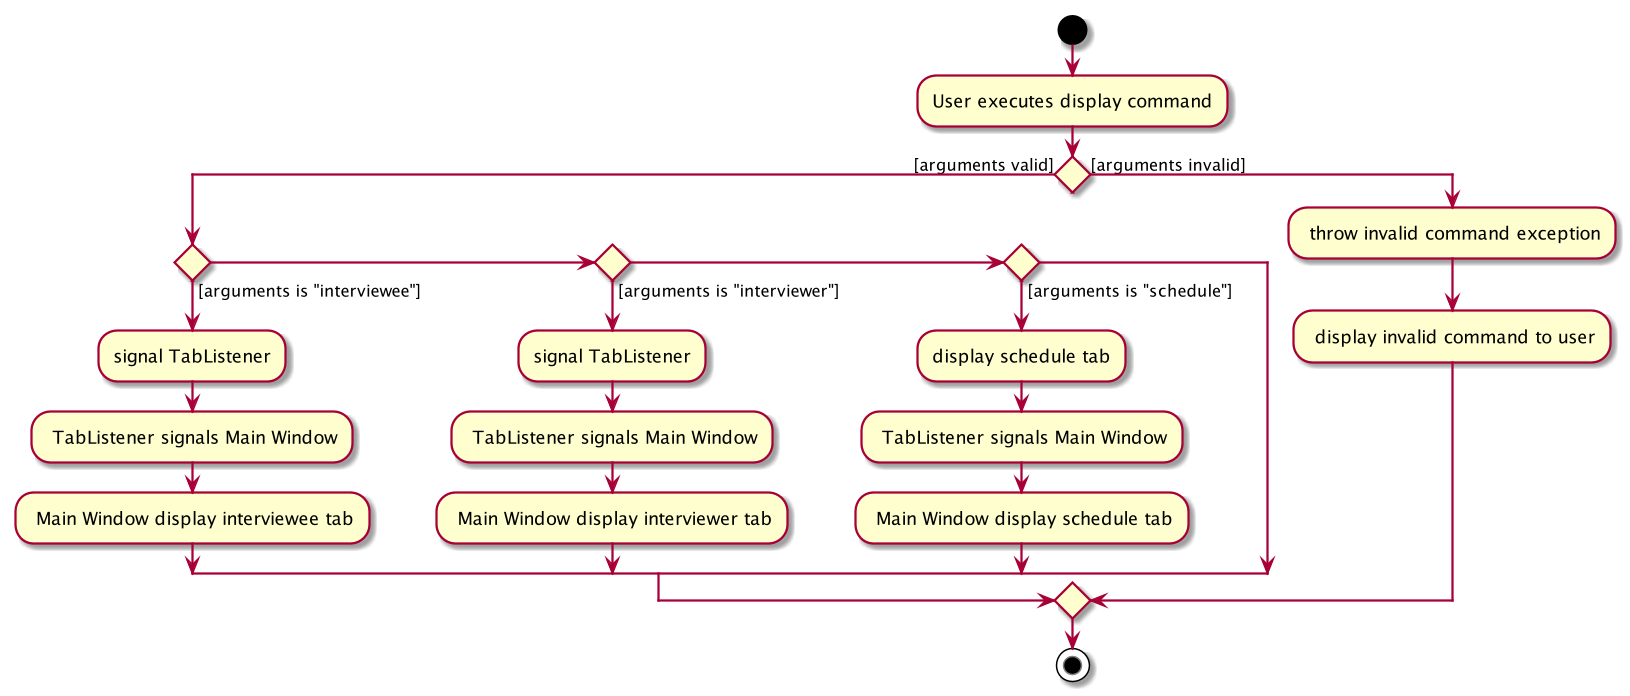 User executes display command
[arguments valid]
[arguments invalid]
throw invalid command exception
display invalid command to user
[arguments is "interviewee"]
signal TabListener
TabListener signals Main Window
Main Window display interviewee tab
[arguments is "interviewer"]
signal TabListener
TabListener signals Main Window
Main Window display interviewer tab
[arguments is "schedule"]
display schedule tab
TabListener signals Main Window
Main Window display schedule tab